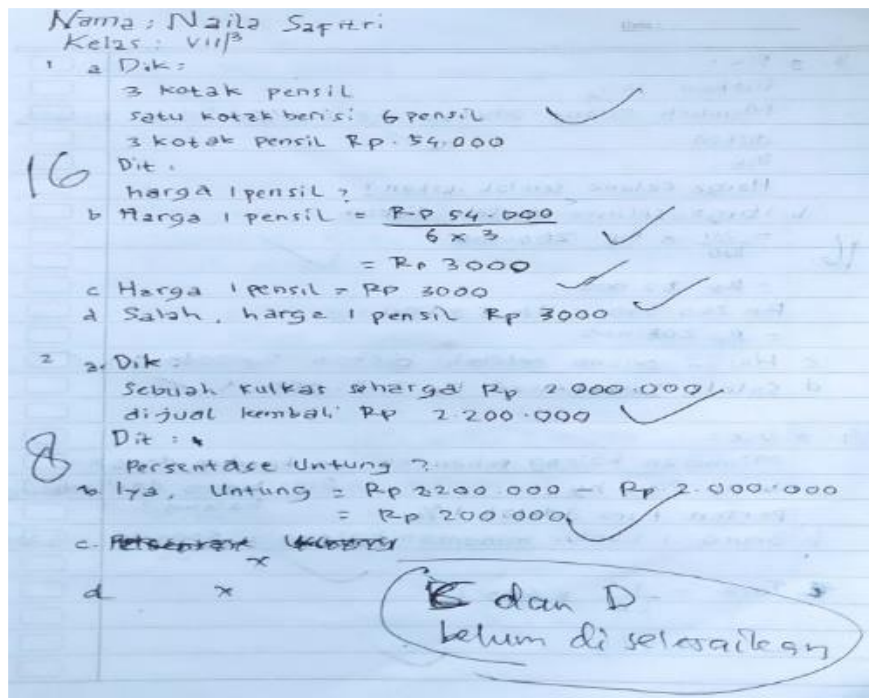 Nama : Naila Safitri
Kelas : VII/3
1 a Dik :
3 kotak pensil
satu kotak berisi 6 pensil
3 kotak pensil Rp. 54.000
16
Dit.
harga 1 pensil ?
b Harga 1 pensil = Rp 54.000
6 x 3
= Rp 3000
c Harga 1 pensil = Rp 3000
d Salah, harga 1 pensil Rp 3000
2 a. Dik :
Sebuah kulkas seharga Rp 2.000.000
dijual kembali Rp 2.200.000
8
Dit :
Persentase Untung ?
b Iya, Untung = Rp 2200.000 - Rp. 2.000.000
= Rp 200.000
c.
x
d x
dan D
belum diselesaikan